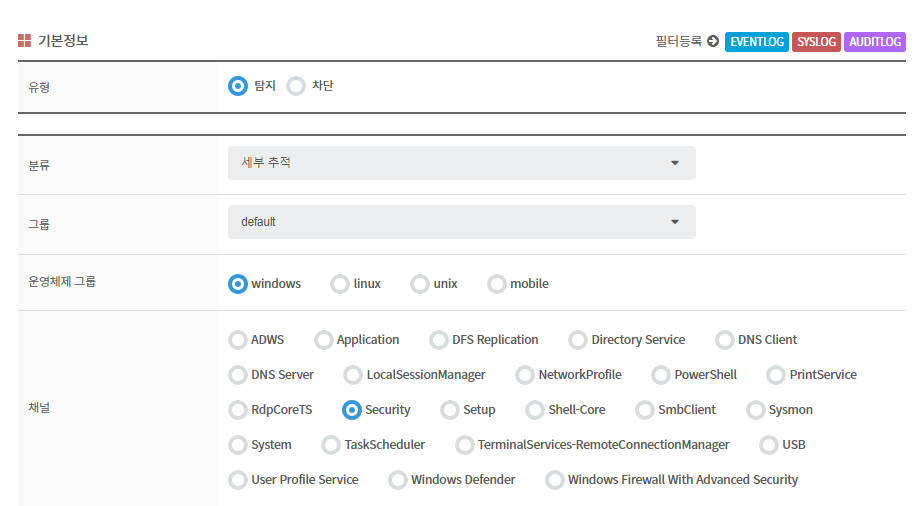 기본정보 필터등록 EVENTLOG SYSLOG AUDITLOG
유형 탐지 차단
분류 세부 추적
그룹 default
운영체제 그룹 windows linux unix mobile
채널
ADWS Application DFS Replication Directory Service DNS Client
DNS Server LocalSessionManager NetworkProfile PowerShell PrintService
RdpCoreTS Security Setup Shell-Core SmbClient Sysmon
System TaskScheduler TerminalServices-RemoteConnectionManager USB
User Profile Service Windows Defender Windows Firewall With Advanced Security